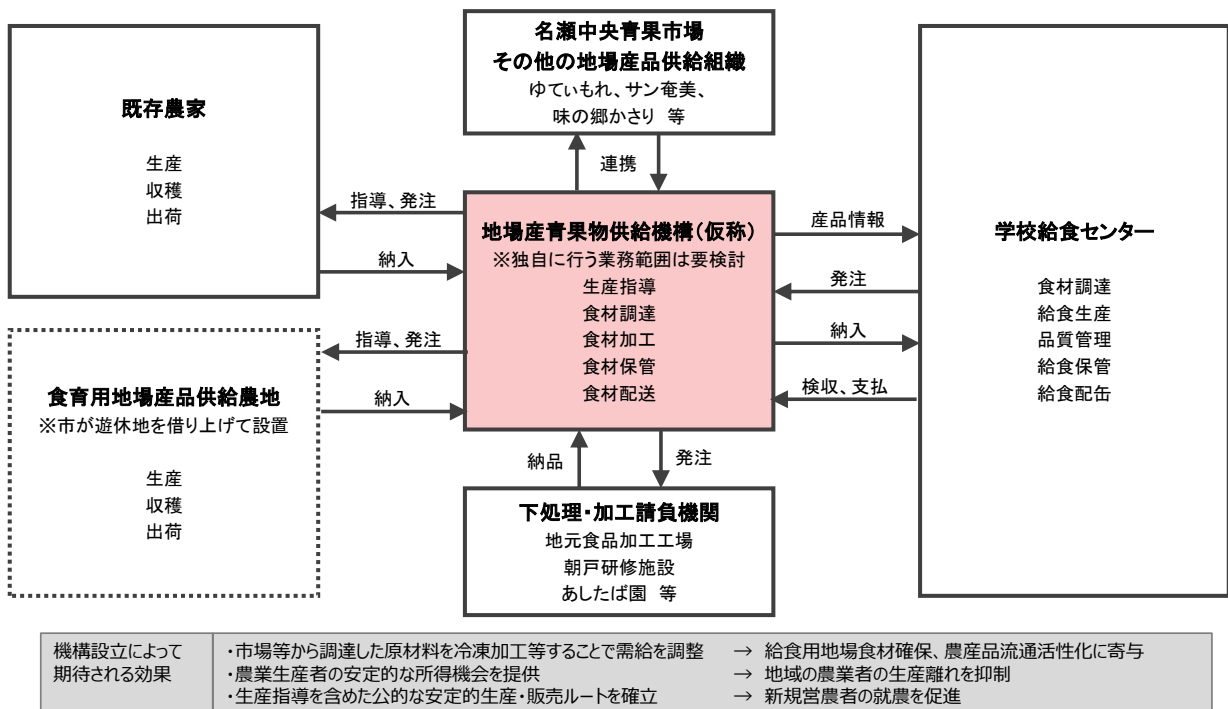 既存農家
生産
収穫
出荷
食育用地場産品供給農地
※市が遊休地を借り上げて設置
生産
収穫
出荷
指導、発注
納入
指導、発注
納入
名瀬中央青果市場
その他の地場産品供給組織
ゆてぃもれ、サン奄美、
味の郷かさり 等
連携
地場産青果物供給機構(仮称)
※独自に行う業務範囲は要検討
生産指導
食材調達
食材加工
食材保管
食材配送
納品
発注
下処理・加工請負機関
地元食品加工工場
朝戸研修施設
あしたば園 等
産品情報
発注
納入
検収、支払
学校給食センター
食材調達
給食生産
品質管理
給食保管
給食配缶
機構設立によって
期待される効果
・市場等から調達した原材料を冷凍加工等することで需給を調整 → 給食用地場食材確保、農産品流通活性化に寄与
・農業生産者の安定的な所得機会を提供 → 地域の農業者の生産離れを抑制
・生産指導を含めた公的な安定的生産・販売ルートを確立 → 新規営農者の就農を促進